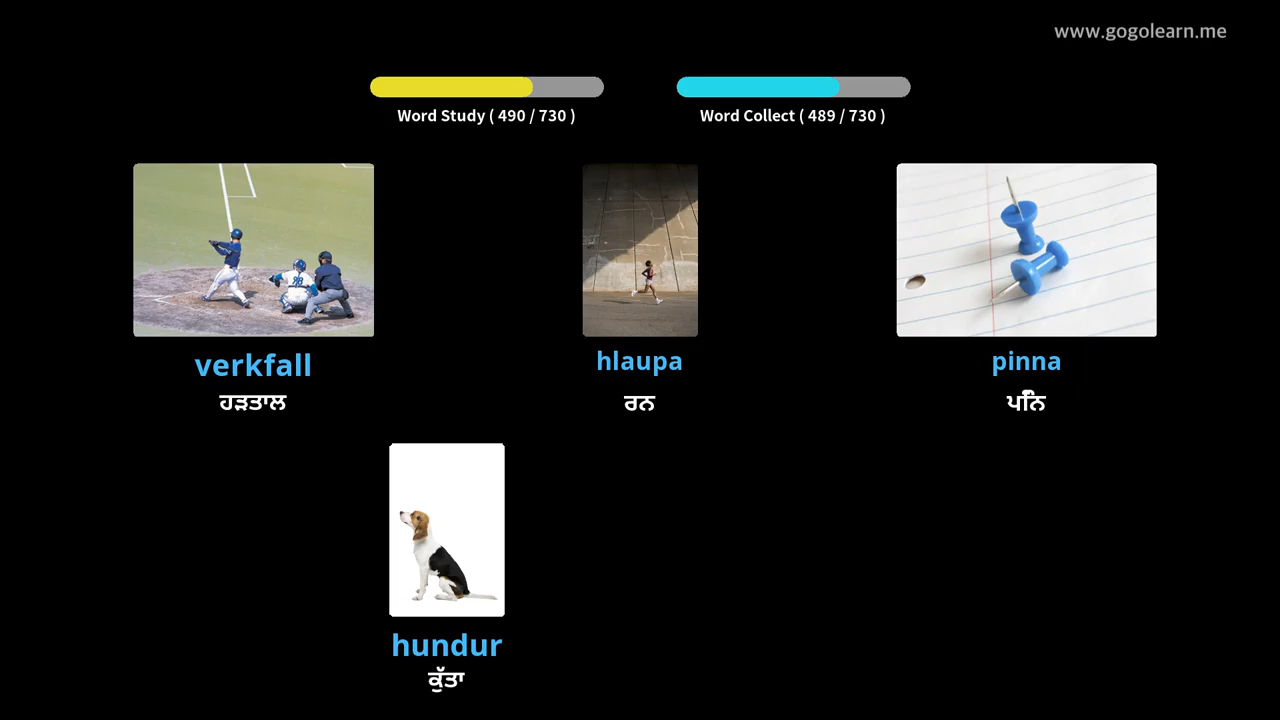 www.gogolearn.me
Word Study ( 490 / 730 )
Word Collect ( 489 / 730 )
verkfall
ਹੜਤਾਲ
hlaupa
ਰਨ
pinna
ਪਿੰਨ
hundur
ਕੁੱਤਾ